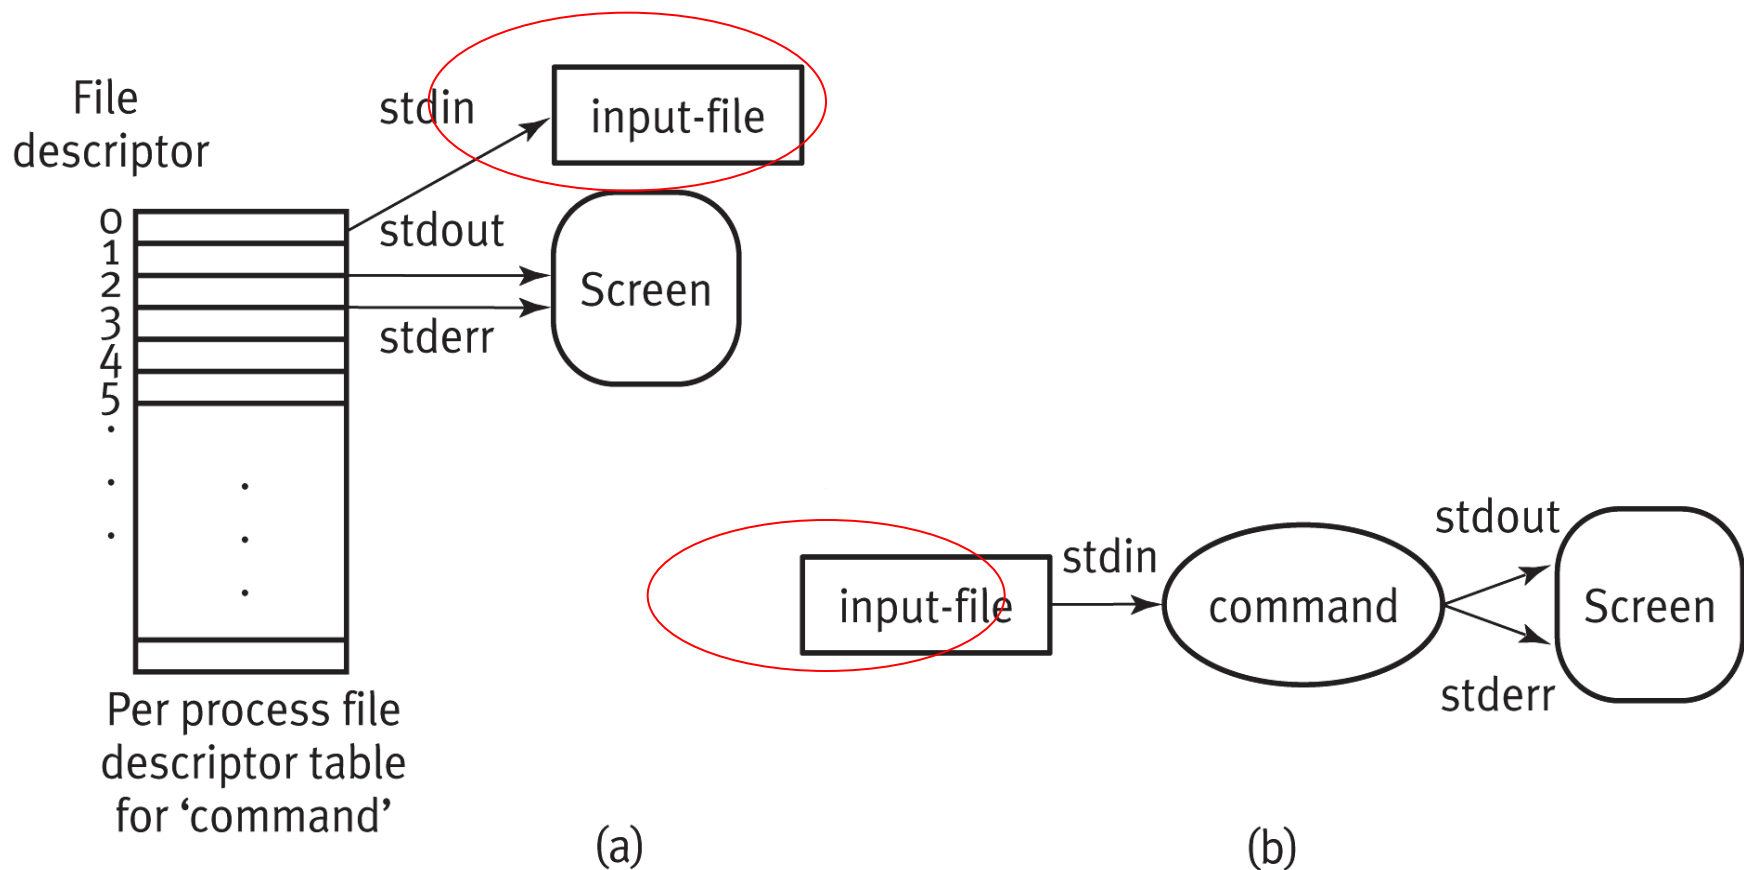 File
descriptor
stdin
input-file
0
stdout
1
2
Screen
3
stderr
4
5
Per process file
descriptor table
for ‘command’
(a)
input-file
stdin
command
stdout
Screen
stderr
(b)